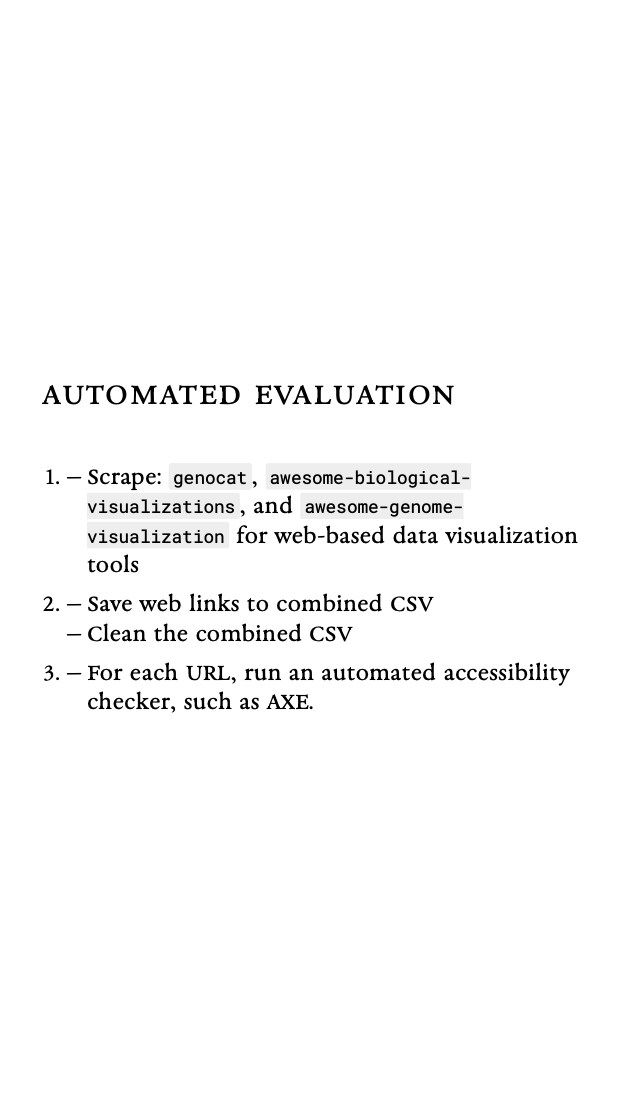 AUTOMATED EVALUATION
1. – Scrape: genocat, awesome-biological-
visualizations, and awesome-genome-
visualization for web-based data visualization
tools
2. – Save web links to combined CSV
– Clean the combined CSV
3. – For each URL, run an automated accessibility
checker, such as AXE.